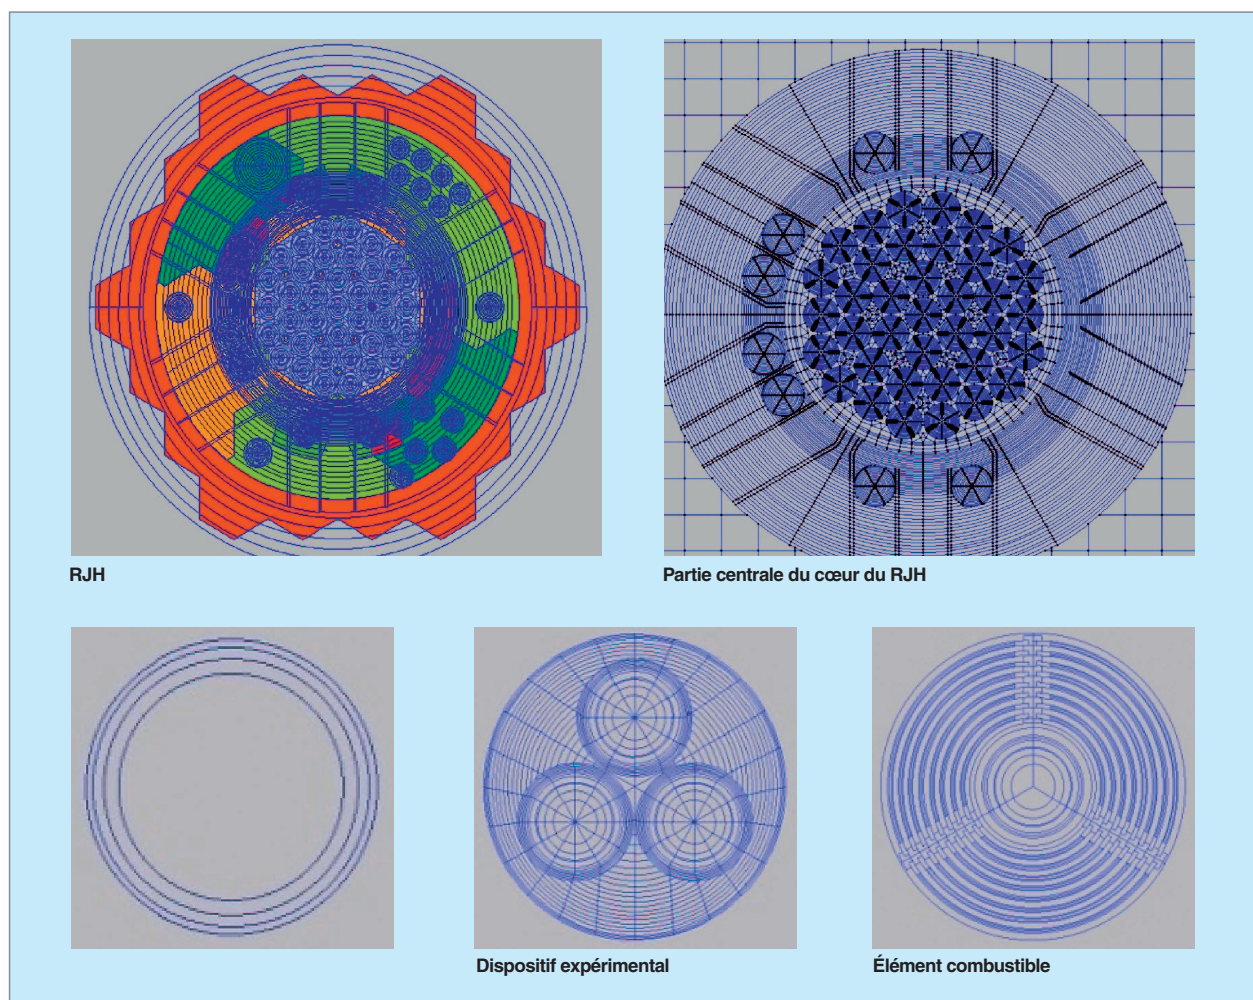 RJH
Partie centrale du cœur du RJH
Dispositif expérimental
Élément combustible